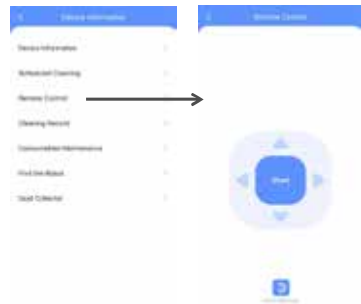 Device Information
Device Information
Scheduled Cleaning
Remote Control
Cleaning Record
Consumables Maintenance
Find the Robot
Dust Collector
Remote Control
Start